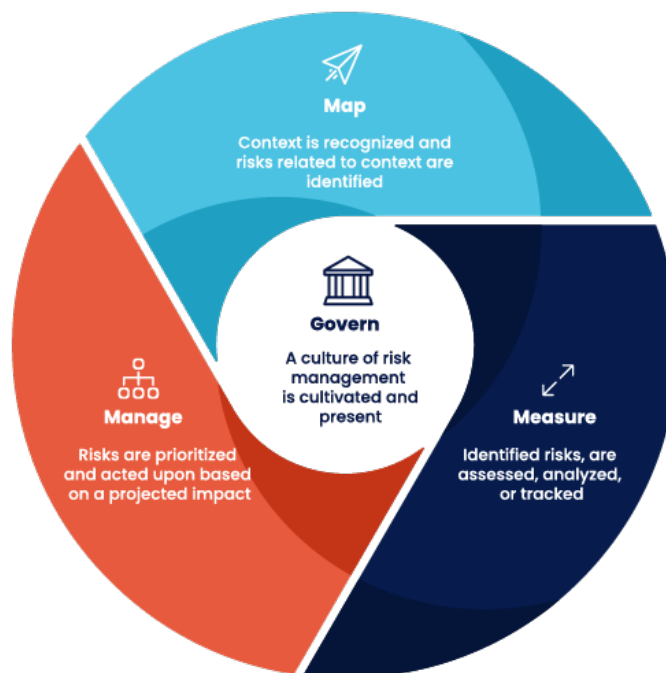 Map
Context is recognized and
risks related to context are
identified
Govern
A culture of risk
management
is cultivated and
present
Manage
Risks are prioritized
and acted upon based
on a projected impact
Measure
Identified risks, are
assessed, analyzed,
or tracked